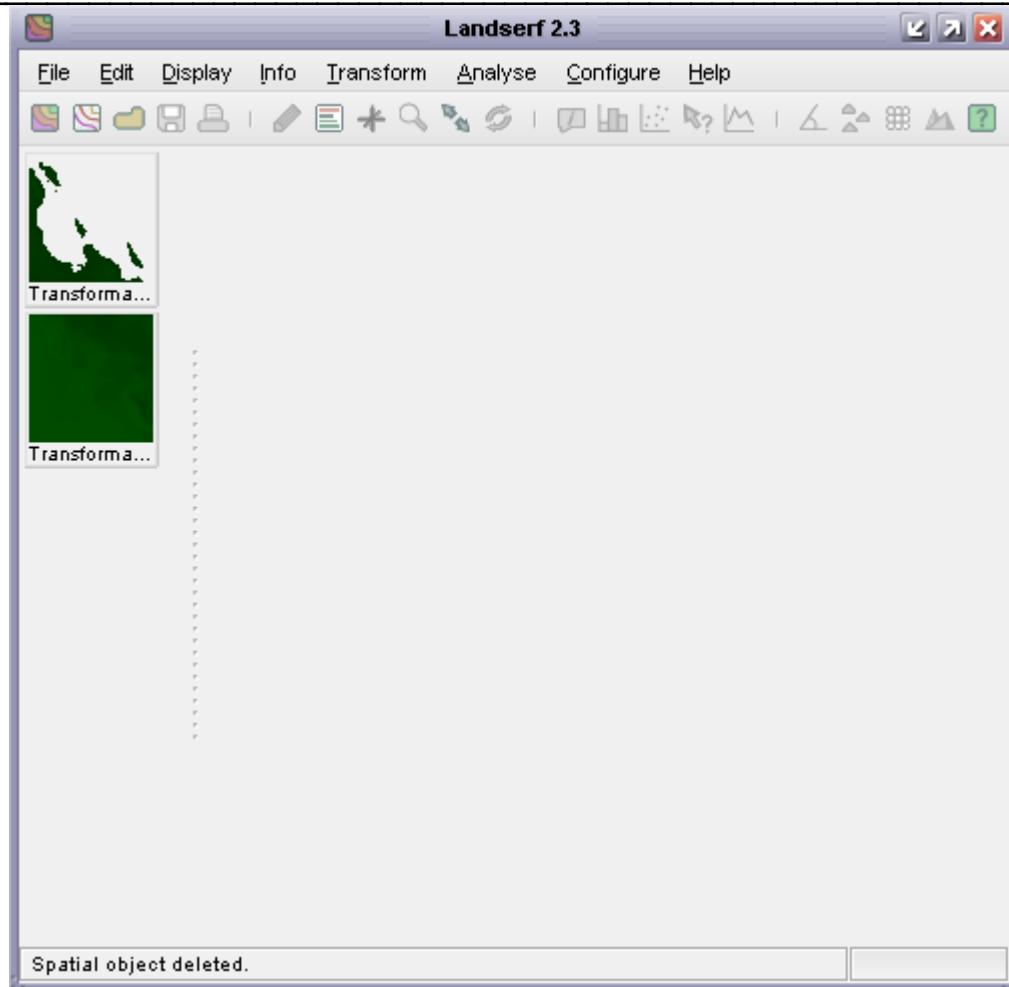 Landserf 2.3
File Edit Display Info Transform Analyse Configure Help
Transforma...
Transforma...
Spatial object deleted.